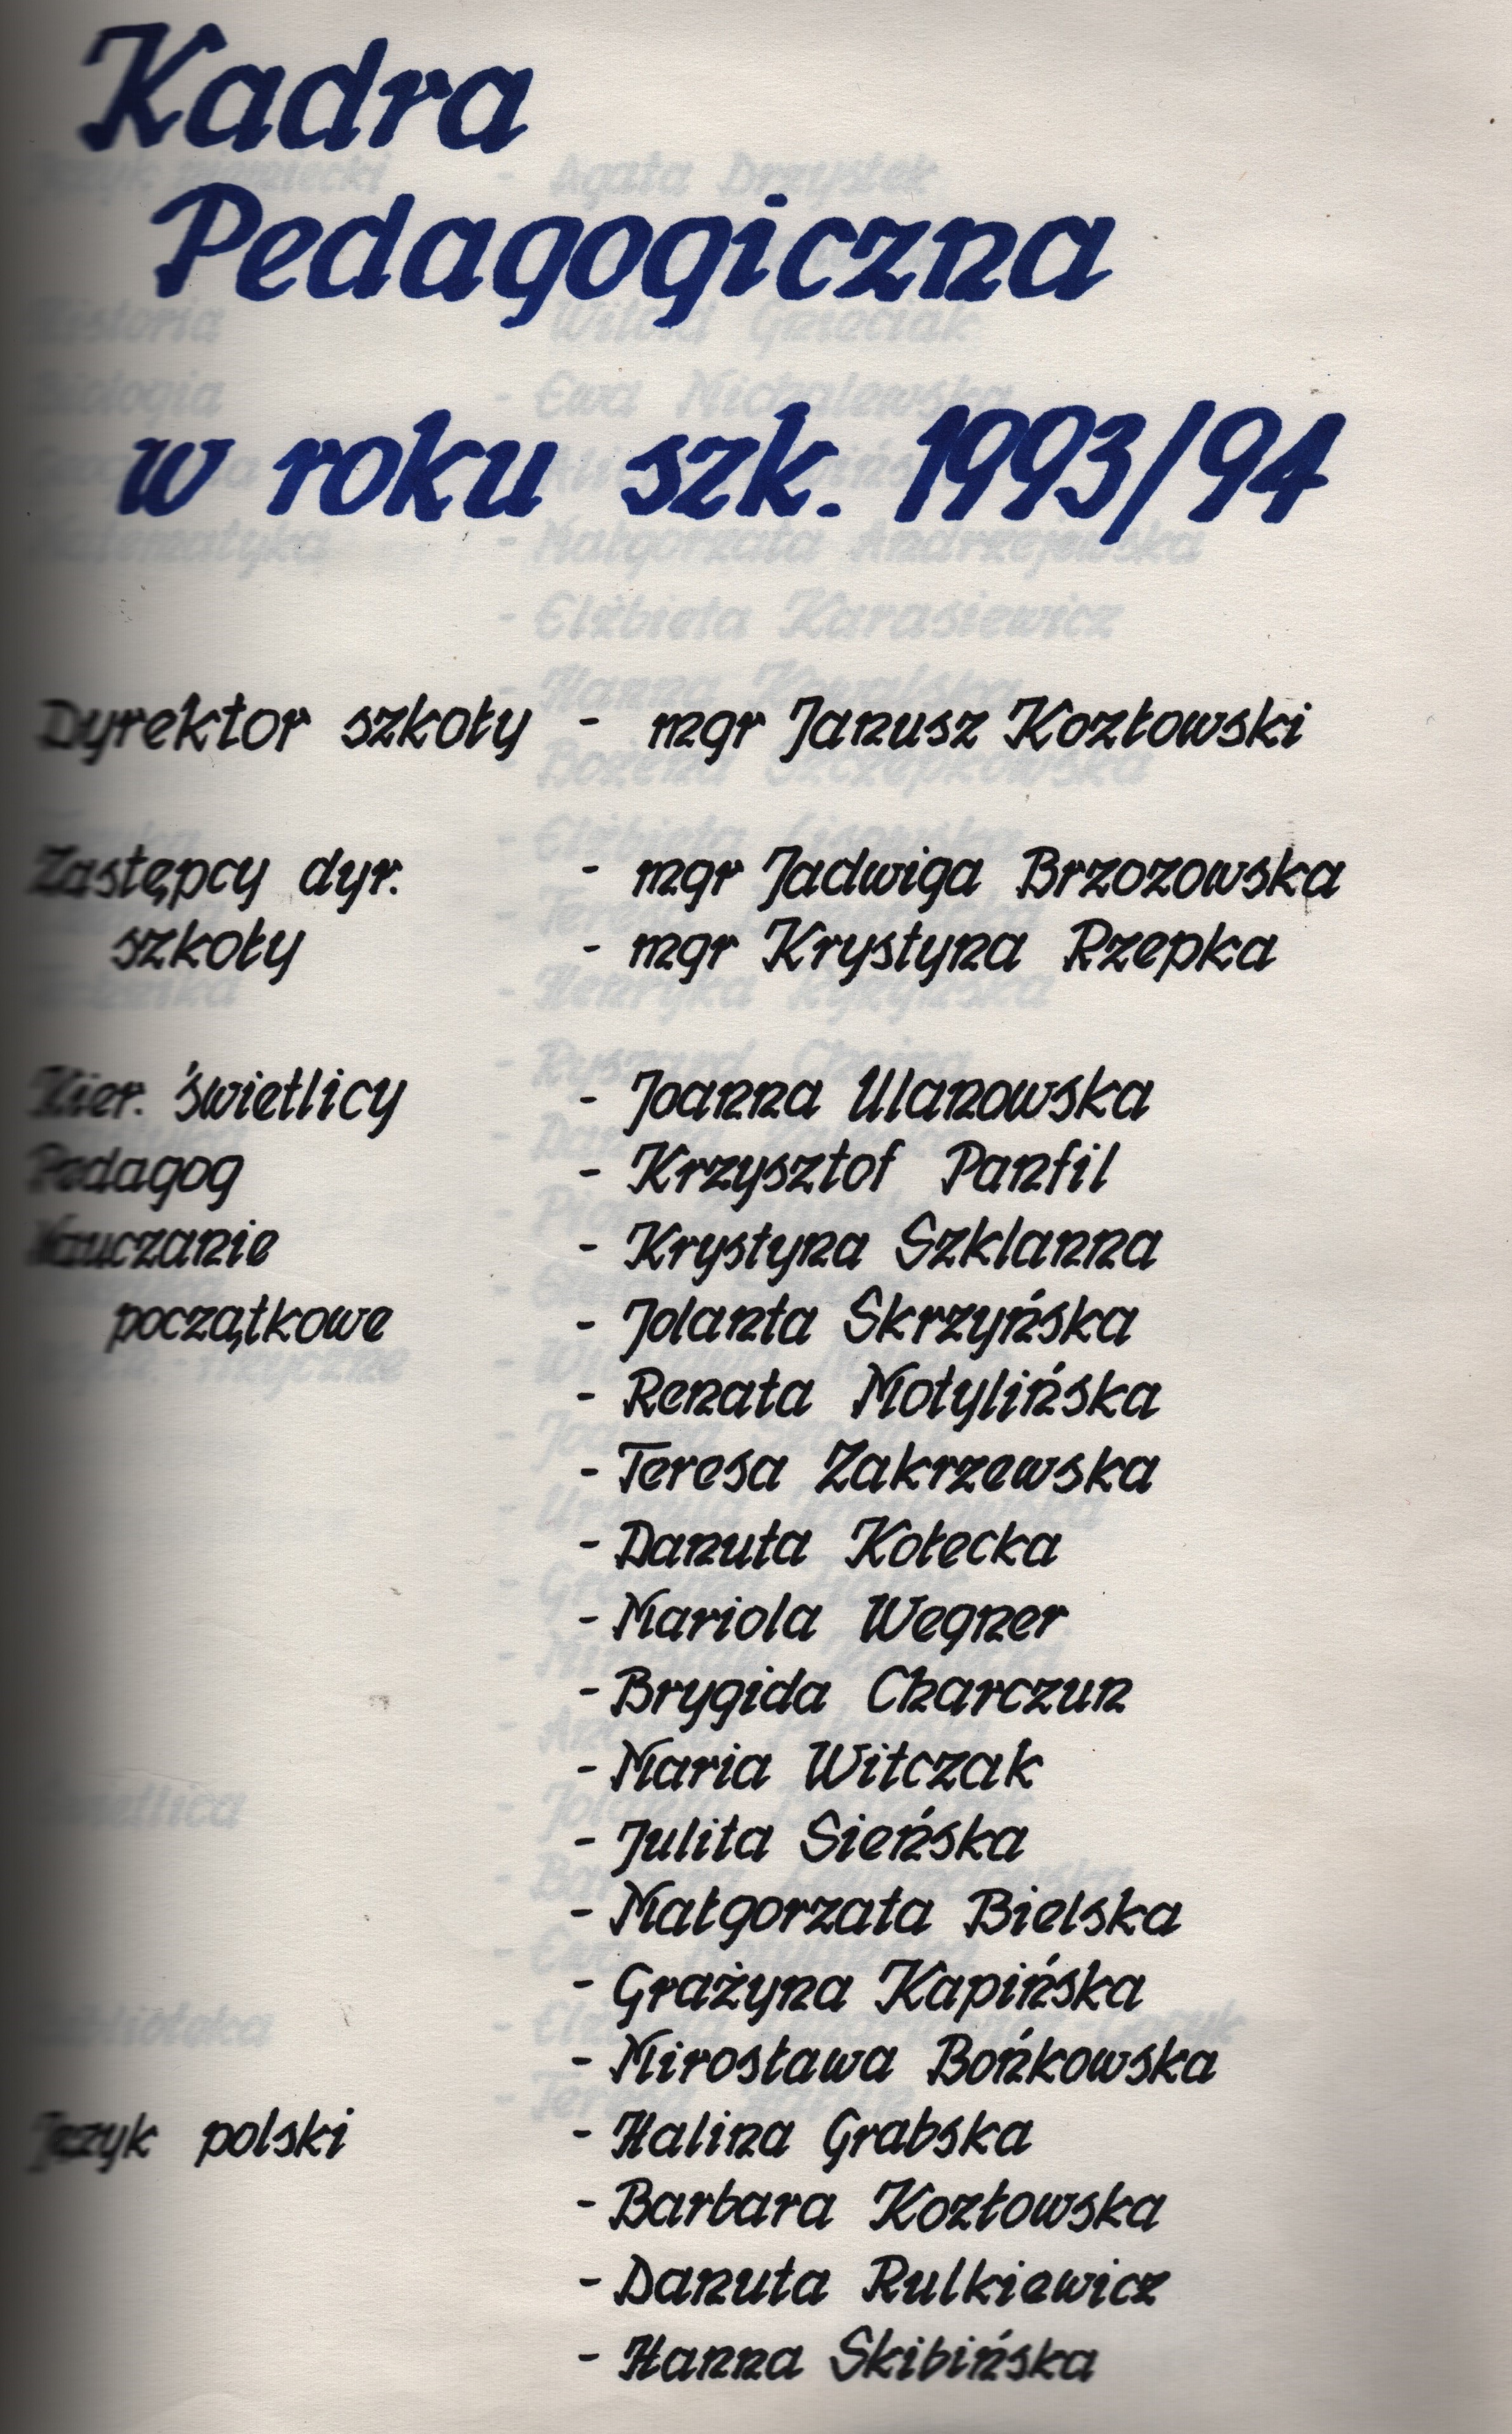 Kadra
Pedagogiczna
w roku szk. 1993/94
Dyrektor szkoły - mgr Janusz Kozłowski
Zastępcy dyr. - mgr Jadwiga Brzozowska
szkoły - mgr Krystyna Rzepka
Kier. świetlicy - Joanna Ulanowska
Pedagog - Krzysztof Panfil
Nauczanie - Krystyna Szklanna
początkowe - Jolanta Skrzyńska
- Renata Motylińska
- Teresa Zakrzewska
- Danuta Kołecka
- Mariola Wegner
- Brygida Charczun
- Maria Witczak
- Julita Sieńska
- Małgorzata Bielska
- Grażyna Kapińska
- Mirosława Bońkowska
Język polski - Halina Grabska
- Barbara Kozłowska
- Danuta Rulkiewicz
- Hanna Skibińska